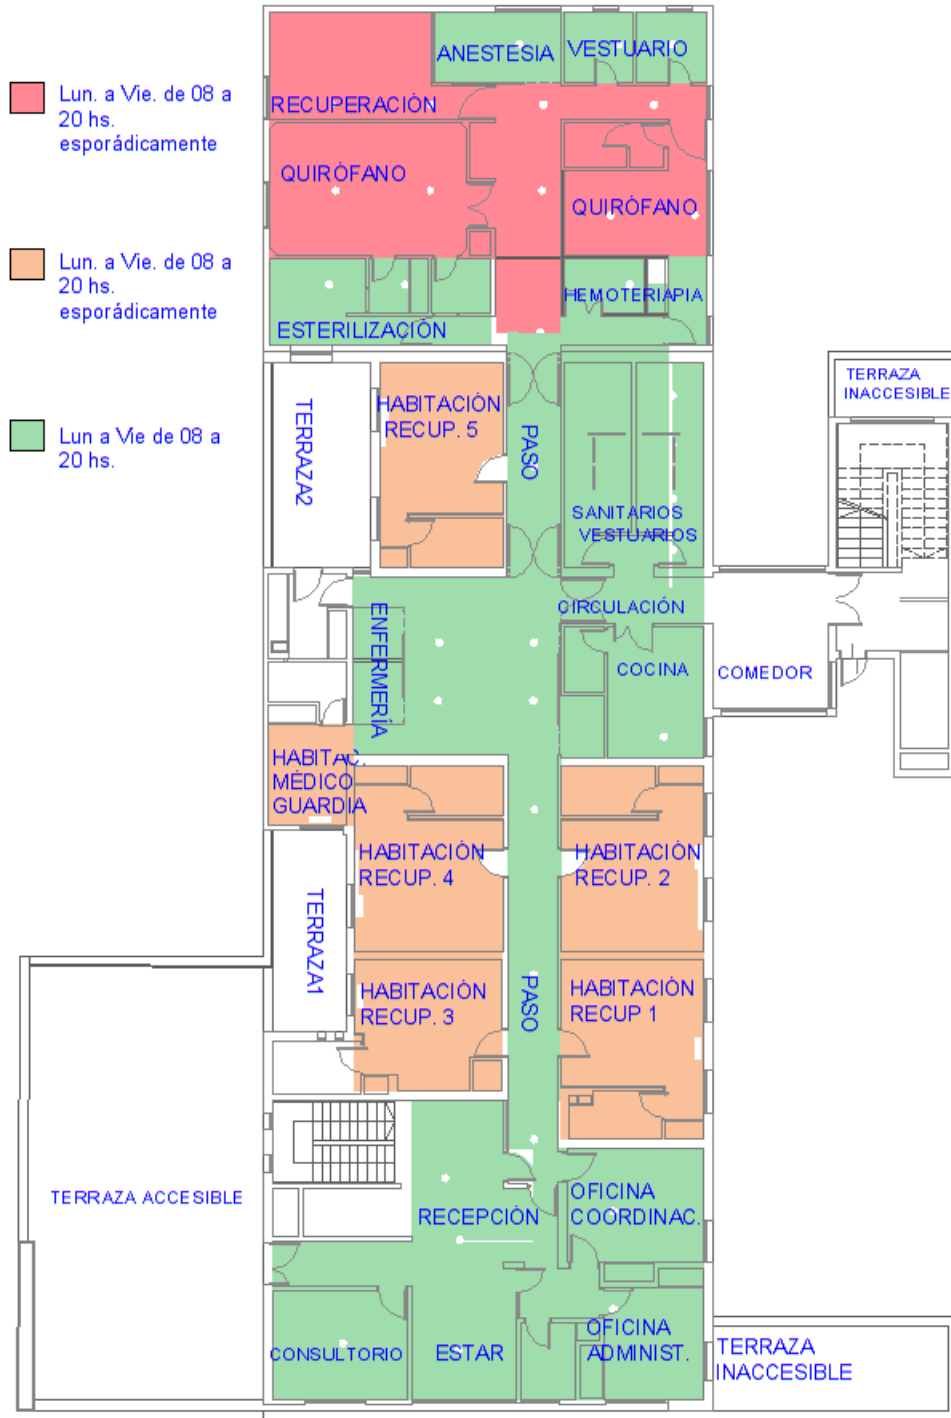 Lun. a Vie. de 08 a
20 hs.
esporádicamente
Lun. a Vie. de 08 a
20 hs.
esporádicamente
Lun a Vie de 08 a
20 hs.
ANESTESIA
VESTUARIO
RECUPERACIÓN
QUIRÓFANO
QUIRÓFANO
HEMOTERIAPIA
ESTERILIZACIÓN
TERRAZA
INACCESIBLE
TERRAZA2
HABITACIÓN
RECUP. 5
PASO
SANITARIOS
VESTUARIOS
CIRCULACIÓN
ENFERMERÍA
COCINA
COMEDOR
HABITAC.
MÉDICO
GUARDIA
HABITACIÓN
RECUP. 4
HABITACIÓN
RECUP. 2
TERRAZA1
HABITACIÓN
RECUP. 3
PASO
HABITACIÓN
RECUP 1
TERRAZA ACCESIBLE
RECEPCIÓN
OFICINA
COORDINAC.
CONSULTORIO
ESTAR
OFICINA
ADMINIST.
TERRAZA
INACCESIBLE